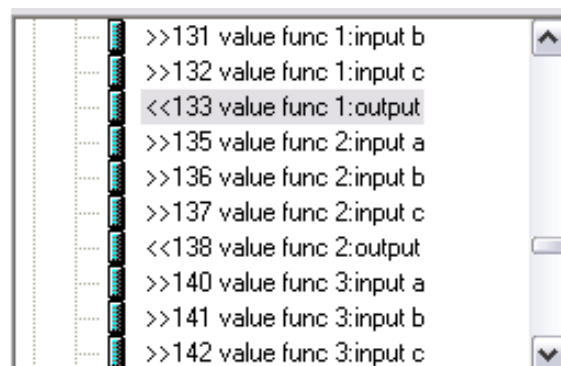 >>131 value func 1:input b
>>132 value func 1:input c
<<133 value func 1:output
>>135 value func 2:input a
>>136 value func 2:input b
>>137 value func 2:input c
<<138 value func 2:output
>>140 value func 3:input a
>>141 value func 3:input b
>>142 value func 3:input c